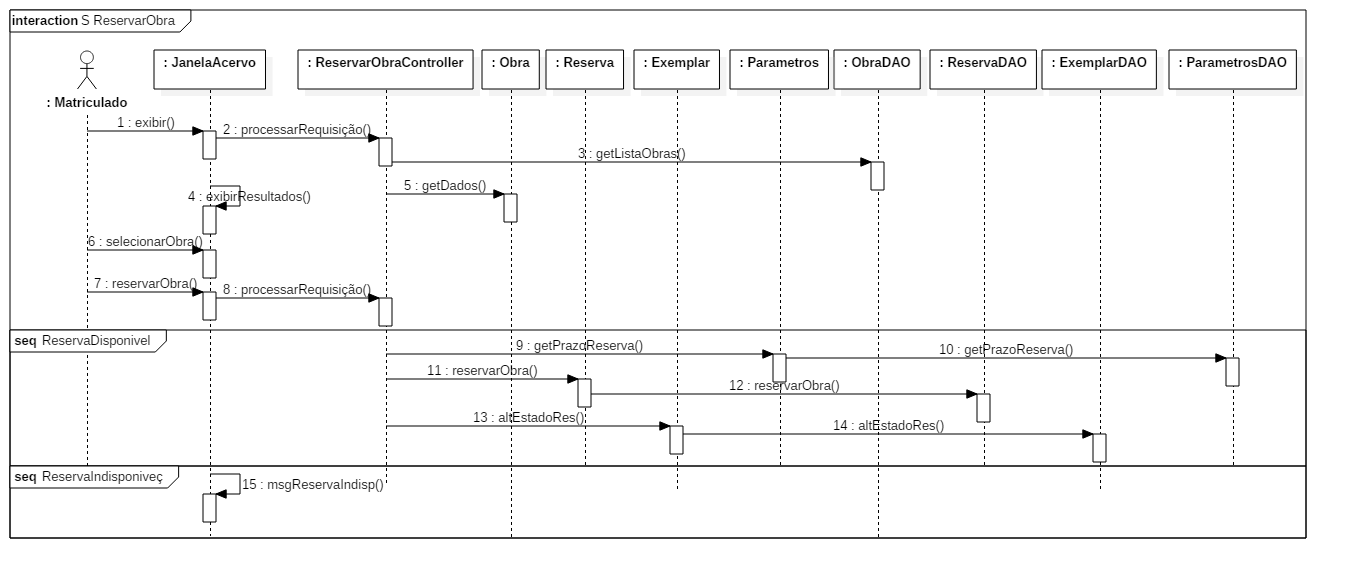 interaction S ReservarObra
: Matriculado
: JanelaAcervo
: ReservarObraController
: Obra
: Reserva
: Exemplar
: Parametros
: ObraDAO
: ReservaDAO
: ExemplarDAO
: ParametrosDAO
1 : exibir()
2 : processarRequisição()
3 : getListaObras()
4 : exibirResultados()
5 : getDados()
6 : selecionarObra()
7 : reservarObra()
8 : processarRequisição()
seq ReservaDisponivel
9 : getPrazoReserva()
10 : getPrazoReserva()
11 : reservarObra()
12 : reservarObra()
13 : altEstadoRes()
14 : altEstadoRes()
seq ReservaIndisponiveç
15 : msgReservaIndisp()